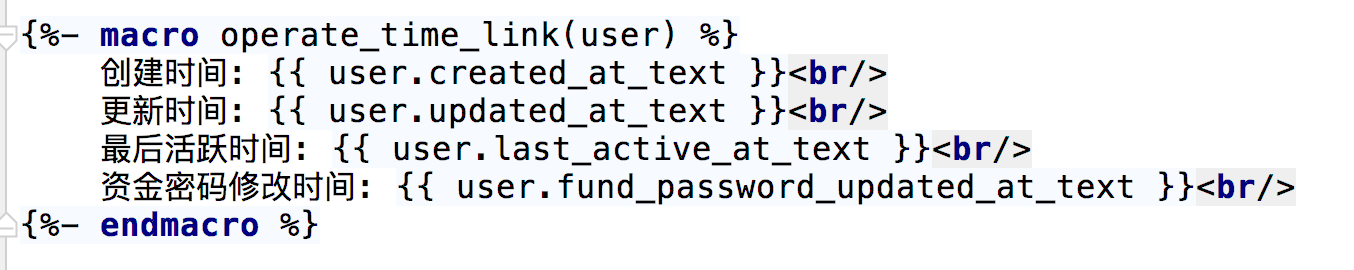 {%- macro operate_time_link(user) %}
创建时间: {{ user.created_at_text }}<br/>
更新时间: {{ user.updated_at_text }}<br/>
最后活跃时间: {{ user.last_active_at_text }}<br/>
资金密码修改时间: {{ user.fund_password_updated_at_text }}<br/>
{%- endmacro %}